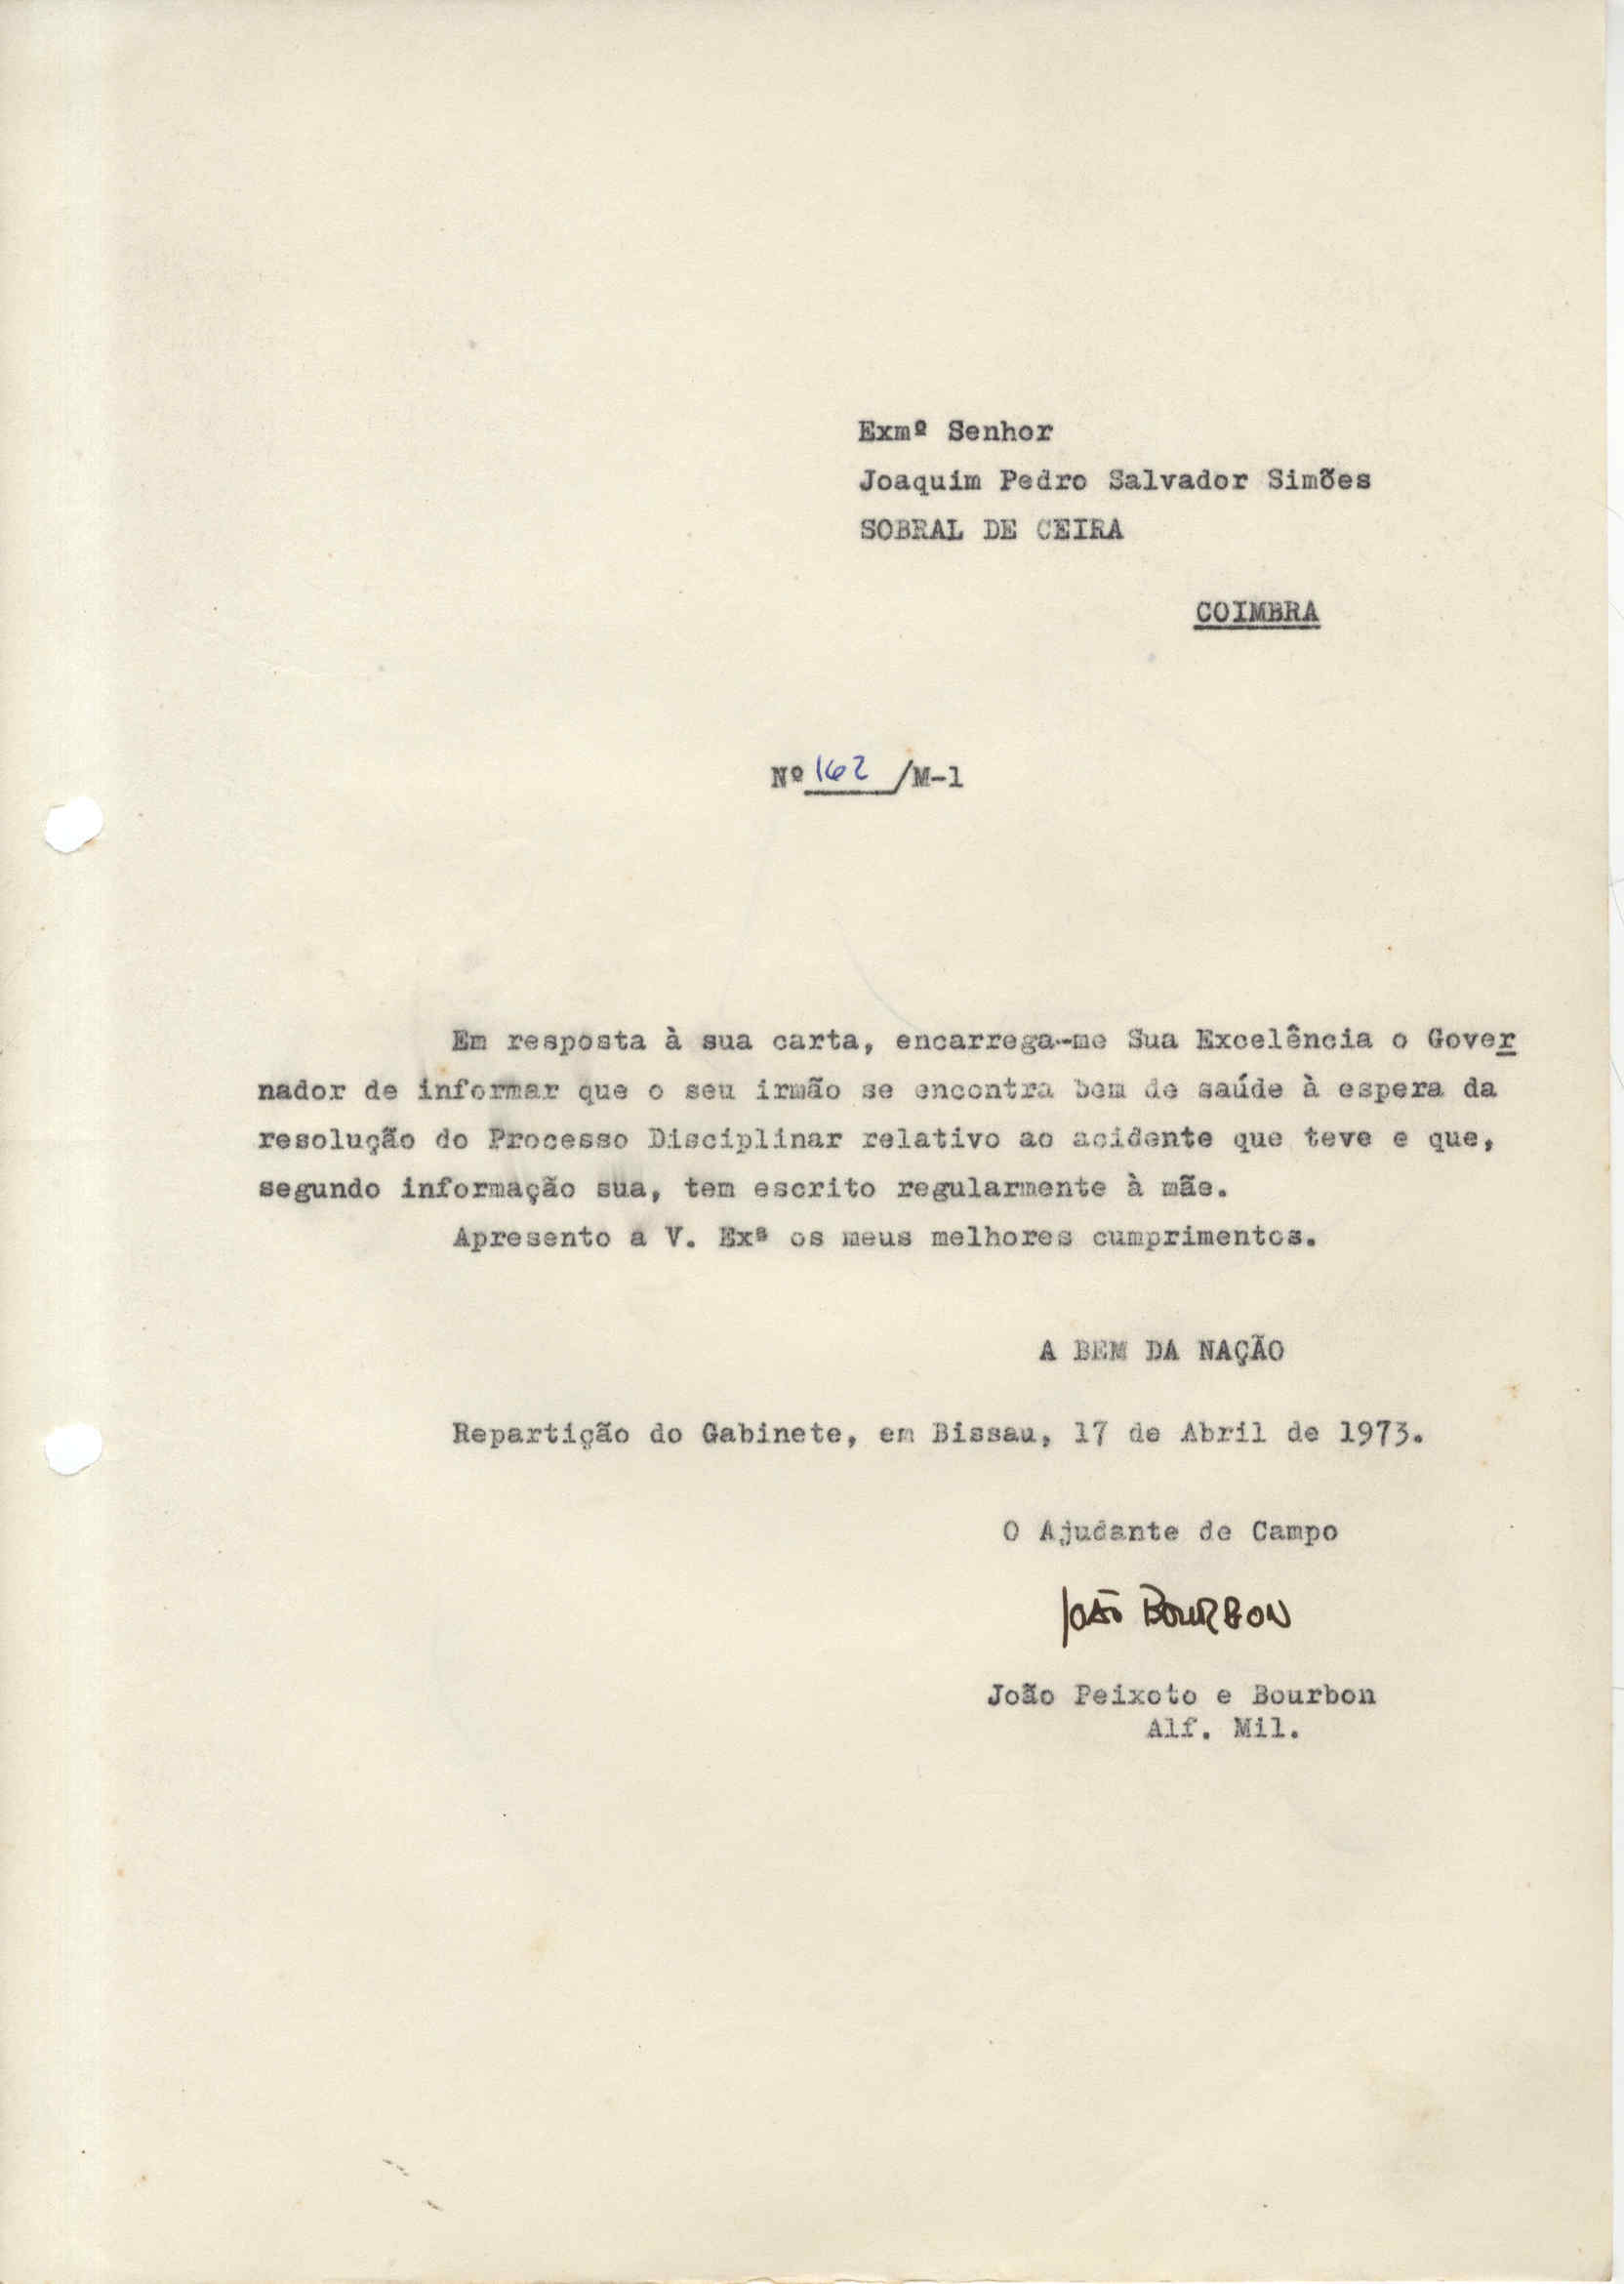 Exmº Senhor
Joaquim Pedro Salvador Simões
SOBRAL DE CEIRA
COIMBRA
Nº 162 /M-1
Em resposta à sua carta, encarrega-me Sua Excelência o Gover
nador de informar que o seu irmão se encontra bem de saúde à espera da
resolução do Processo Disciplinar relativo ao acidente que teve e que,
segundo informação sua, tem escrito regularmente à mãe.
Apresento a V. Exª os meus melhores cumprimentos.
A BEM DA NAÇÃO
Repartição do Gabinete, em Bissau, 17 de Abril de 1973.
O Ajudante de Campo
João Bourbon
João Peixoto e Bourbon
Alf. Mil.